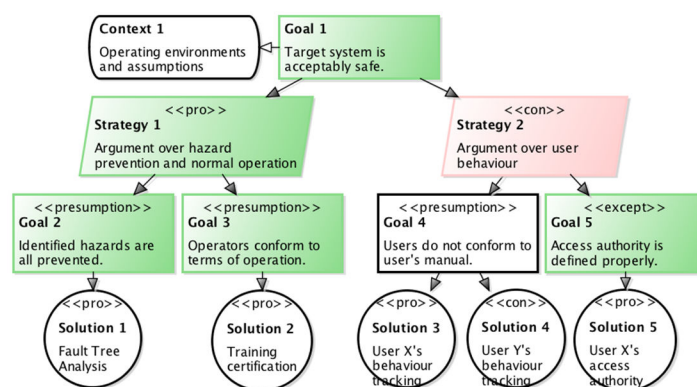 Context 1
Operating environments
and assumptions
Goal 1
Target system is
acceptably safe.
<<pro>>
Strategy 1
Argument over hazard
prevention and normal operation
<<con>>
Strategy 2
Argument over user
behaviour
<<presumption>>
Goal 2
Identified hazards are
all prevented.
<<presumption>>
Goal 3
Operators conform to
terms of operation.
<<presumption>>
Goal 4
Users do not conform to
user's manual.
<<except>>
Goal 5
Access authority is
defined properly.
<<pro>>
Solution 1
Fault Tree
Analysis
<<pro>>
Solution 2
Training
certification
<<pro>>
Solution 3
User X's
behaviour
tracking
<<con>>
Solution 4
User Y's
behaviour
tracking
<<pro>>
Solution 5
User X's
access
authority